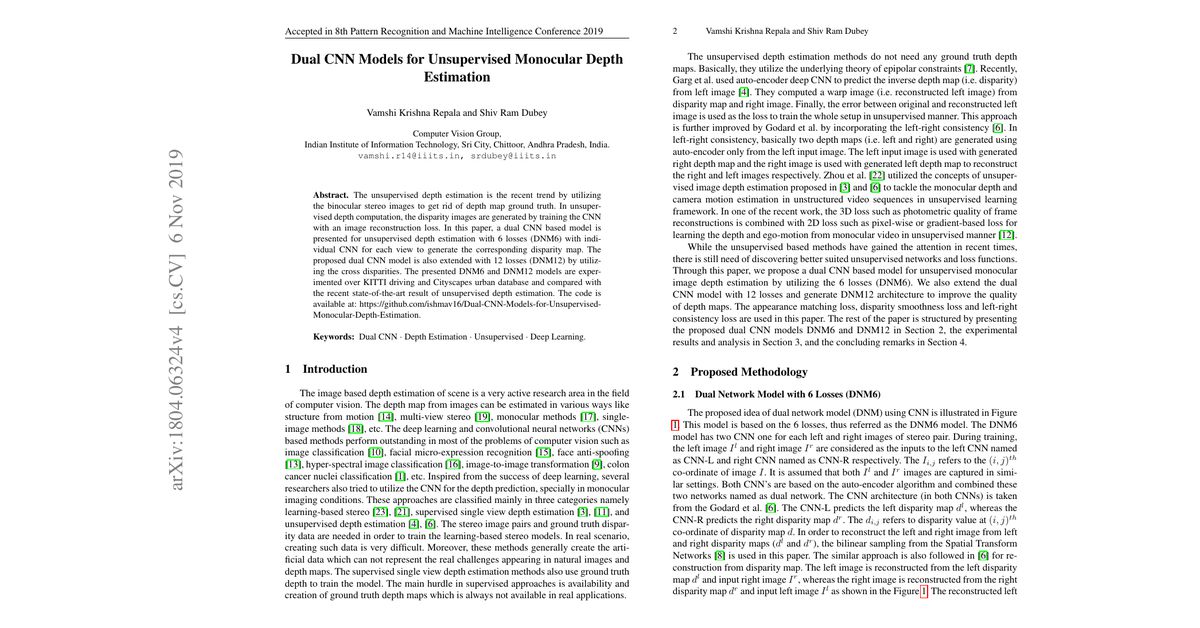 arXiv:1804.06324v4 [cs.CV] 6 Nov 2019
Accepted in 8th Pattern Recognition and Machine Intelligence Conference 2019
Dual CNN Models for Unsupervised Monocular Depth
Estimation
Vamshi Krishna Repala and Shiv Ram Dubey
Computer Vision Group,
Indian Institute of Information Technology, Sri City, Chittoor, Andhra Pradesh, India.
vamshi.r14@iiits.in, srdubey@iiits.in
Abstract. The unsupervised depth estimation is the recent trend by utilizing
the binocular stereo images to get rid of depth map ground truth. In unsuper-
vised depth computation, the disparity images are generated by training the CNN
with an image reconstruction loss. In this paper, a dual CNN based model is
presented for unsupervised depth estimation with 6 losses (DNM6) with indi-
vidual CNN for each view to generate the corresponding disparity map. The
proposed dual CNN model is also extended with 12 losses (DNM12) by utiliz-
ing the cross disparities. The presented DNM6 and DNM12 models are exper-
imented over KITTI driving and Cityscapes urban database and compared with
the recent state-of-the-art result of unsupervised depth estimation. The code is
available at: https://github.com/ishmav16/Dual-CNN-Models-for-Unsupervised-
Monocular-Depth-Estimation.
Keywords: Dual CNN · Depth Estimation · Unsupervised · Deep Learning.
1 Introduction
The image based depth estimation of scene is a very active research area in the field
of computer vision. The depth map from images can be estimated in various ways like
structure from motion [14], multi-view stereo [19], monocular methods [17], single-
image methods [18], etc. The deep learning and convolutional neural networks (CNNs)
based methods perform outstanding in most of the problems of computer vision such as
image classification [10], facial micro-expression recognition [15], face anti-spoofing
[13], hyper-spectral image classification [16], image-to-image transformation [9], colon
cancer nuclei classification [1], etc. Inspired from the success of deep learning, several
researchers also tried to utilize the CNN for the depth prediction, specially in monocular
imaging conditions. These approaches are classified mainly in three categories namely
learning-based stereo [23], [21], supervised single view depth estimation [3], [11], and
unsupervised depth estimation [4], [6]. The stereo image pairs and ground truth dispar-
ity data are needed in order to train the learning-based stereo models. In real scenario,
creating such data is very difficult. Moreover, these methods generally create the arti-
ficial data which can not represent the real challenges appearing in natural images and
depth maps. The supervised single view depth estimation methods also use ground truth
depth to train the model. The main hurdle in supervised approaches is availability and
creation of ground truth depth maps which is always not available in real applications.
2 Vamshi Krishna Repala and Shiv Ram Dubey
The unsupervised depth estimation methods do not need any ground truth depth
maps. Basically, they utilize the underlying theory of epipolar constraints [7]. Recently,
Garg et al. used auto-encoder deep CNN to predict the inverse depth map (i.e. disparity)
from left image [4]. They computed a warp image (i.e. reconstructed left image) from
disparity map and right image. Finally, the error between original and reconstructed left
image is used as the loss to train the whole setup in unsupervised manner. This approach
is further improved by Godard et al. by incorporating the left-right consistency [6]. In
left-right consistency, basically two depth maps (i.e. left and right) are generated using
auto-encoder only from the left input image. The left input image is used with generated
right depth map and the right image is used with generated left depth map to reconstruct
the right and left images respectively. Zhou et al. [22] utilized the concepts of unsuper-
vised image depth estimation proposed in [3] and [6] to tackle the monocular depth and
camera motion estimation in unstructured video sequences in unsupervised learning
framework. In one of the recent work, the 3D loss such as photometric quality of frame
reconstructions is combined with 2D loss such as pixel-wise or gradient-based loss for
learning the depth and ego-motion from monocular video in unsupervised manner [12].
While the unsupervised based methods have gained the attention in recent times,
there is still need of discovering better suited unsupervised networks and loss functions.
Through this paper, we propose a dual CNN based model for unsupervised monocular
image depth estimation by utilizing the 6 losses (DNM6). We also extend the dual
CNN model with 12 losses and generate DNM12 architecture to improve the quality
of depth maps. The appearance matching loss, disparity smoothness loss and left-right
consistency loss are used in this paper. The rest of the paper is structured by presenting
the proposed dual CNN models DNM6 and DNM12 in Section 2, the experimental
results and analysis in Section 3, and the concluding remarks in Section 4.
2 Proposed Methodology
2.1 Dual Network Model with 6 Losses (DNM6)
The proposed idea of dual network model (DNM) using CNN is illustrated in Figure
1. This model is based on the 6 losses, thus referred as the DNM6 model. The DNM6
model has two CNN one for each left and right images of stereo pair. During training,
the left image I^l and right image I^r are considered as the inputs to the left CNN named
as CNN-L and right CNN named as CNN-R respectively. The I_{i,j} refers to the (i, j)^{th}
co-ordinate of image I. It is assumed that both I^l and I^r images are captured in simi-
lar settings. Both CNN's are based on the auto-encoder algorithm and combined these
two networks named as dual network. The CNN architecture (in both CNNs) is taken
from the Godard et al. [6]. The CNN-L predicts the left disparity map d^l, whereas the
CNN-R predicts the right disparity map d^r. The d_{i,j} refers to disparity value at (i, j)^{th}
co-ordinate of disparity map d. In order to reconstruct the left and right images from left
and right disparity maps (d^l and d^r), the bilinear sampling from the Spatial Transform
Networks [8] is used in this paper. The similar approach is also followed in [6] for re-
construction from disparity map. The left image is reconstructed from the left disparity
map d^l and input right image I^r, whereas the right image is reconstructed from the right
disparity map d^r and input left image I^l as shown in the Figure 1. The reconstructed left